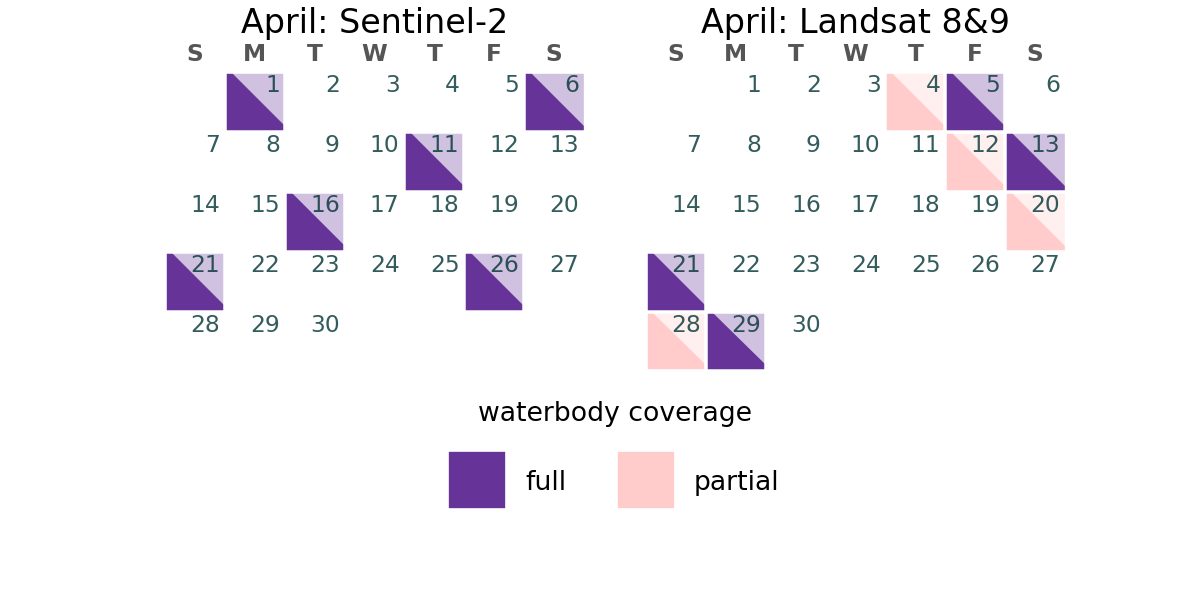 April: Sentinel-2
S M T W T F S
1 2 3 4 5 6
7 8 9 10 11 12 13
14 15 16 17 18 19 20
21 22 23 24 25 26 27
28 29 30
April: Landsat 8&9
S M T W T F S
1 2 3 4 5 6
7 8 9 10 11 12 13
14 15 16 17 18 19 20
21 22 23 24 25 26 27
28 29 30
waterbody coverage
full partial